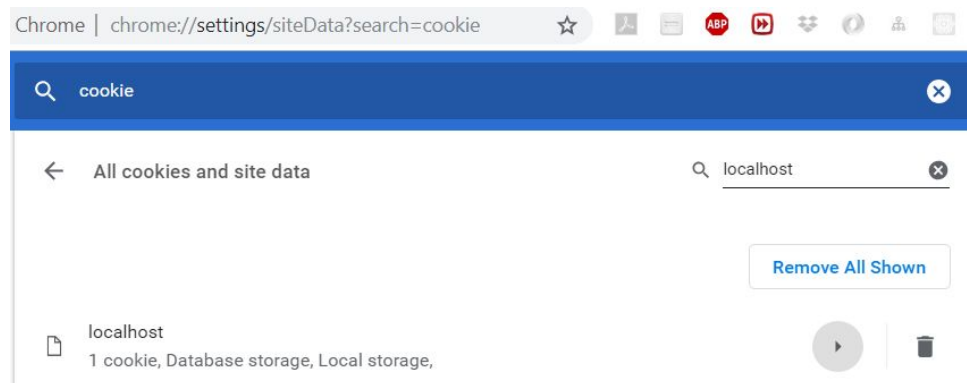 Chrome | chrome://settings/siteData?search=cookie
ABP
cookie
All cookies and site data
localhost
Remove All Shown
localhost
1 cookie, Database storage, Local storage,